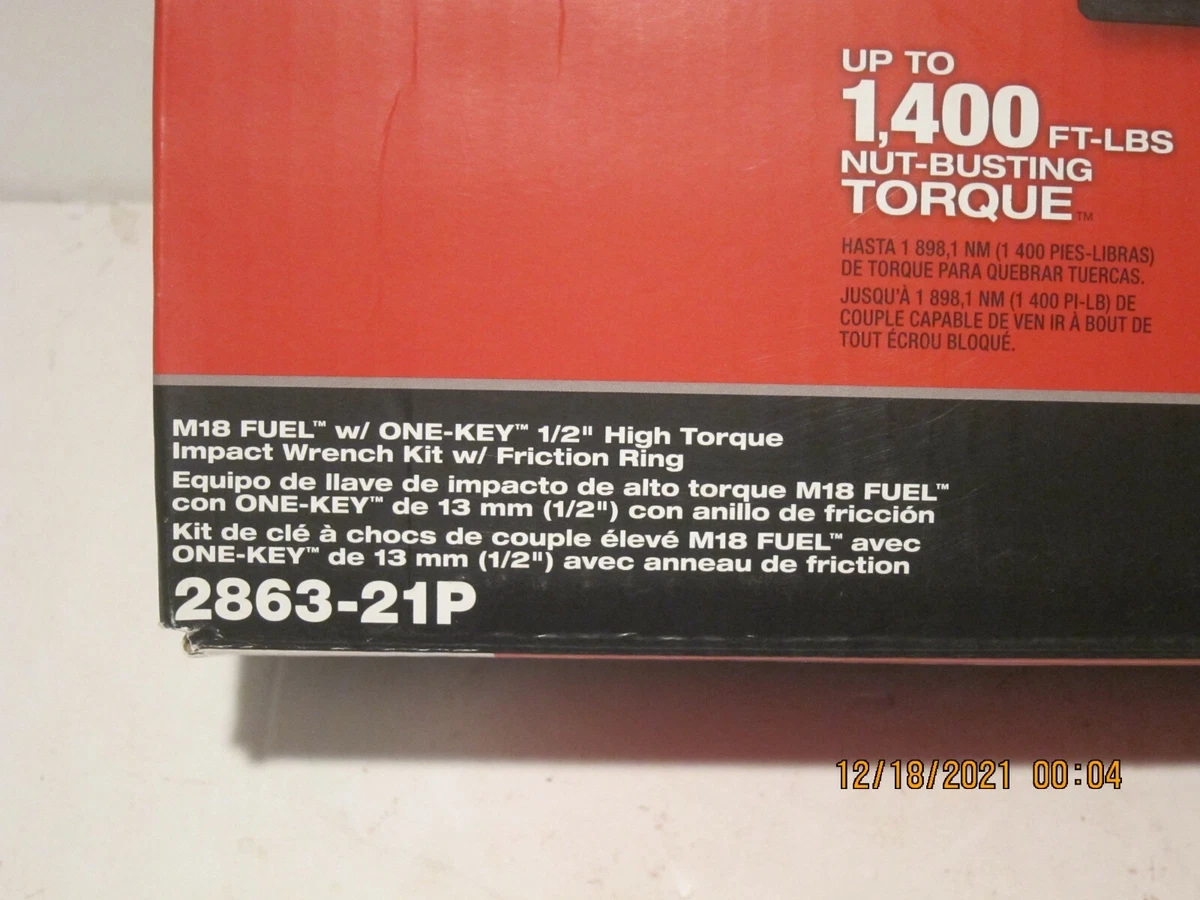 UP TO
1,400 FT-LBS
NUT-BUSTING
TORQUE™
HASTA 1 898,1 NM (1 400 PIES-LIBRAS)
DE TORQUE PARA QUEBRAR TUERCAS.
JUSQU'À 1 898,1 NM (1 400 PI-LB) DE
COUPLE CAPABLE DE VEN IR À BOUT DE
TOUT ÉCROU BLOQUÉ.
M18 FUEL™ w/ ONE-KEY™ 1/2" High Torque
Impact Wrench Kit w/ Friction Ring
Equipo de llave de impacto de alto torque M18 FUEL™
con ONE-KEY™ de 13 mm (1/2") con anillo de fricción
Kit de clé à chocs de couple élevé M18 FUEL™ avec
ONE-KEY™ de 13 mm (1/2") avec anneau de friction
2863-21P
12/18/2021 00:04